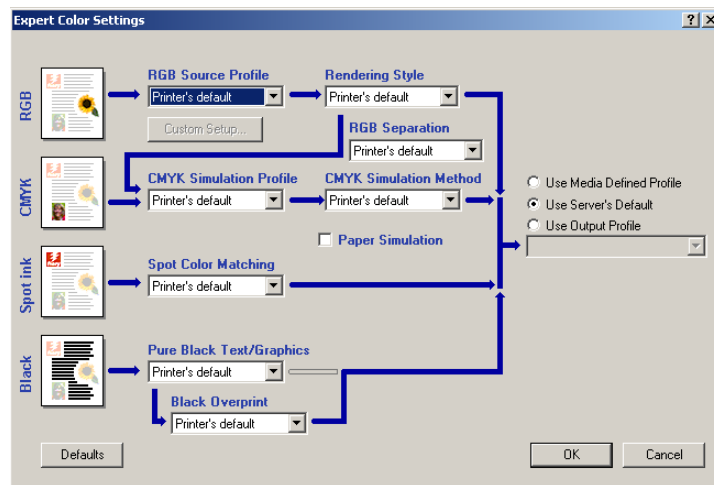 Expert Color Settings
RGB
RGB Source Profile
Printer's default
Custom Setup...
Rendering Style
Printer's default
RGB Separation
Printer's default
CMYK
CMYK Simulation Profile
Printer's default
CMYK Simulation Method
Printer's default
Paper Simulation
Spot ink
Spot Color Matching
Printer's default
Black
Pure Black Text/Graphics
Printer's default
Black Overprint
Printer's default
Use Media Defined Profile
Use Server's Default
Use Output Profile
Defaults
OK
Cancel